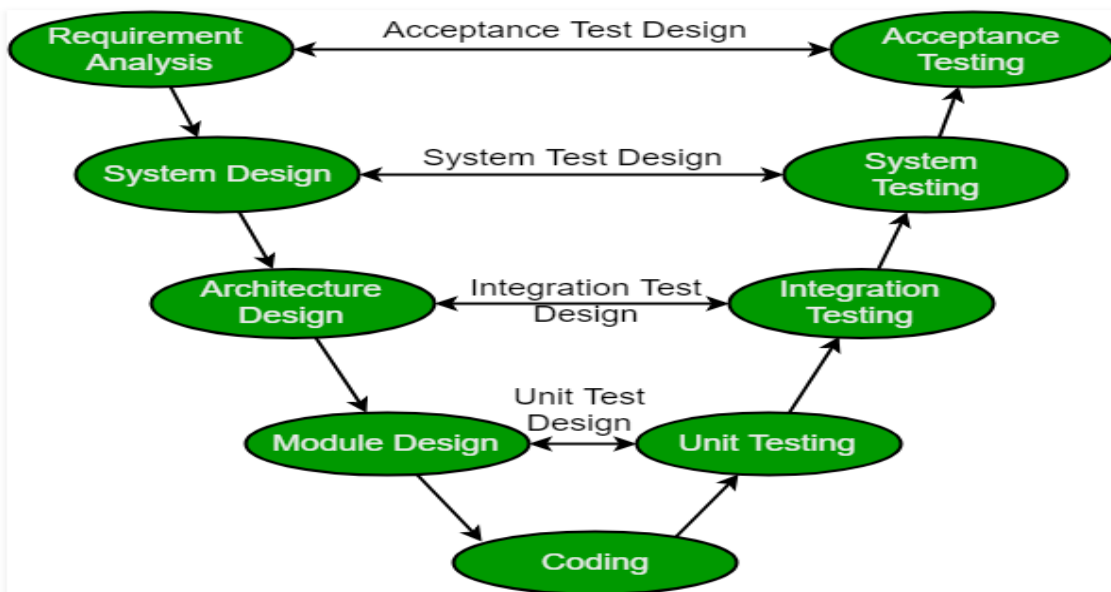 Requirement
Analysis
Acceptance Test Design
Acceptance
Testing
System Design
System Test Design
System
Testing
Architecture
Design
Integration Test
Design
Integration
Testing
Module Design
Unit Test
Design
Unit Testing
Coding